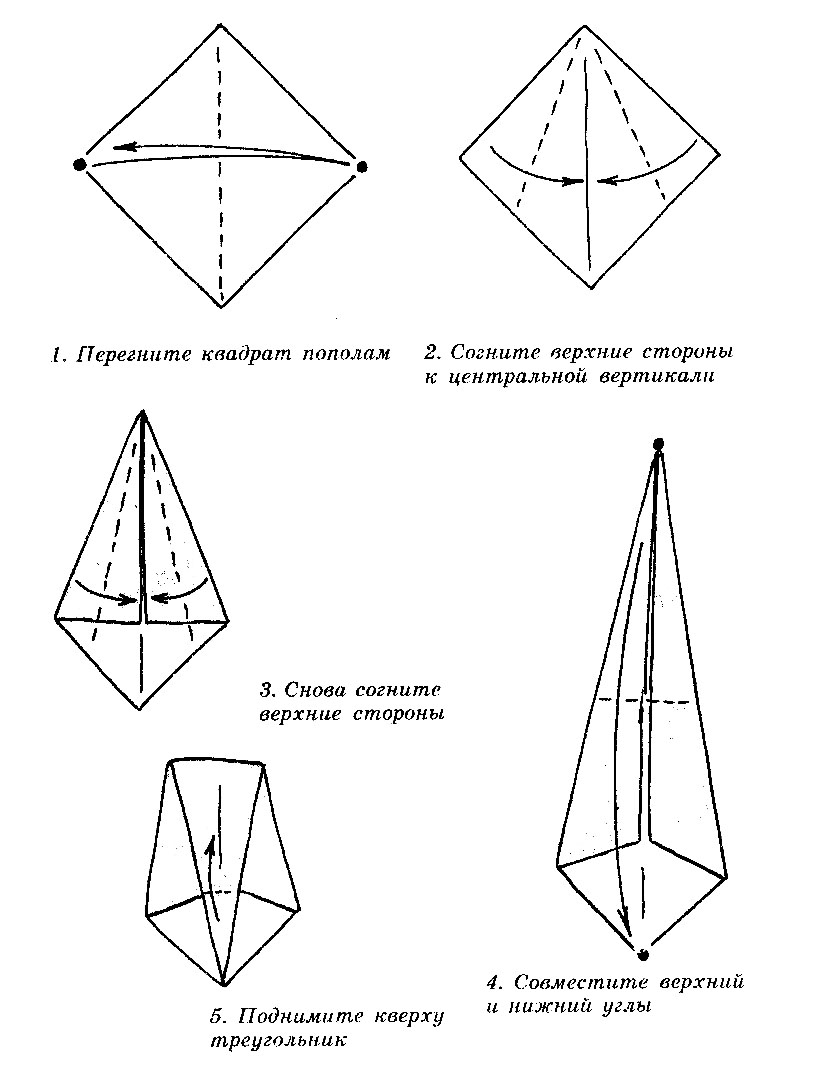 1. Перегните квадрат пополам
2. Согните верхние стороны
к центральной вертикали
3. Снова согните
верхние стороны
4. Совместите верхний
и нижний углы
5. Поднимите кверху
треугольник